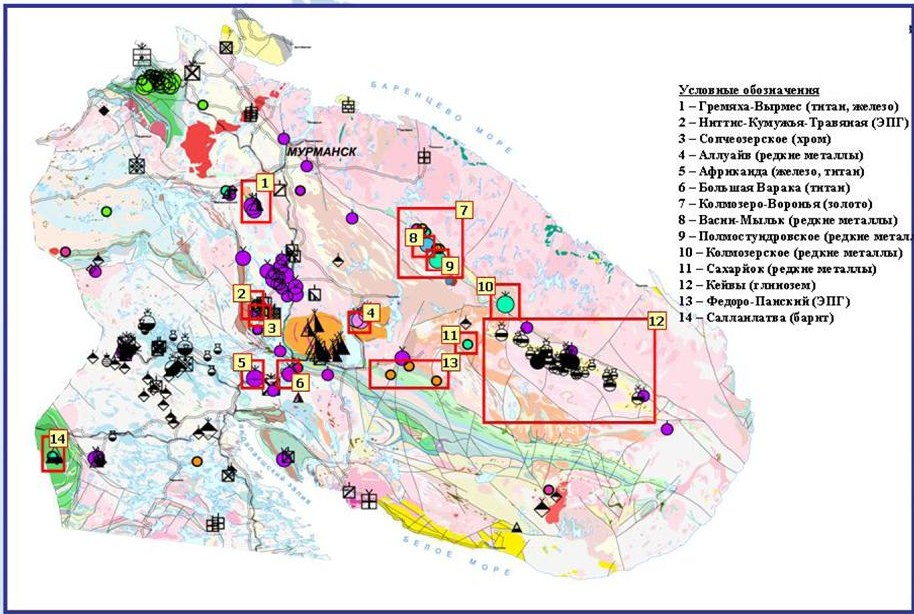 БАРЕНЦЕВО МОРЕ
МУРМАНСК
1
2
3
4
5
6
7
8
9
10
11
12
13
14
БЕЛОЕ МОРЕ
Условные обозначения
1 – Гремяха-Вырмес (титан, железо)
2 – Ниттис-Кумужья-Травяная (ЭПГ)
3 – Сопчеозерское (хром)
4 – Аллуайв (редкие металлы)
5 – Африканда (железо, титан)
6 – Большая Варака (титан)
7 – Колмозеро-Воронья (золото)
8 – Васин-Мыльк (редкие металлы)
9 – Полмостундровское (редкие метал
10 – Колмозерское (редкие металлы)
11 – Сахарйок (редкие металлы)
12 – Кейвы (глинозем)
13 – Федоро-Панский (ЭПГ)
14 – Салланлатва (барит)